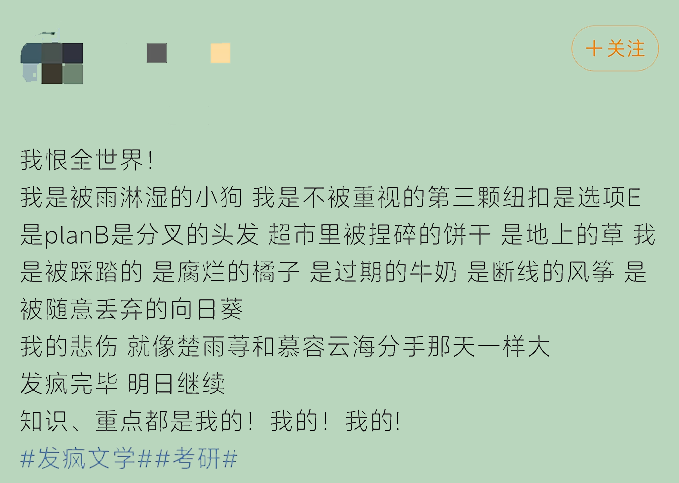 ＋关注
我恨全世界！
我是被雨淋湿的小狗 我是不被重视的第三颗纽扣是选项E
是planB是分叉的头发 超市里被捏碎的饼干 是地上的草 我
是被踩踏的 是腐烂的橘子 是过期的牛奶 是断线的风筝 是
被随意丢弃的向日葵
我的悲伤 就像楚雨荨和慕容云海分手那天一样大
发疯完毕 明日继续
知识、重点都是我的！我的！我的!
#发疯文学##考研#